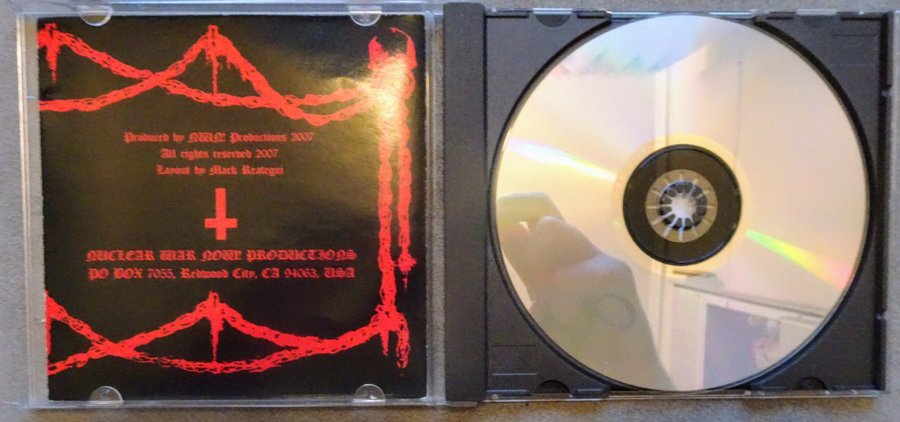 Produced by NWN! Productions 2007
All rights reserved 2007
Layout by Mark Reategui
NUCLEAR WAR NOW! PRODUCTIONS
PO BOX 7055, Redwood City, CA 94063, USA